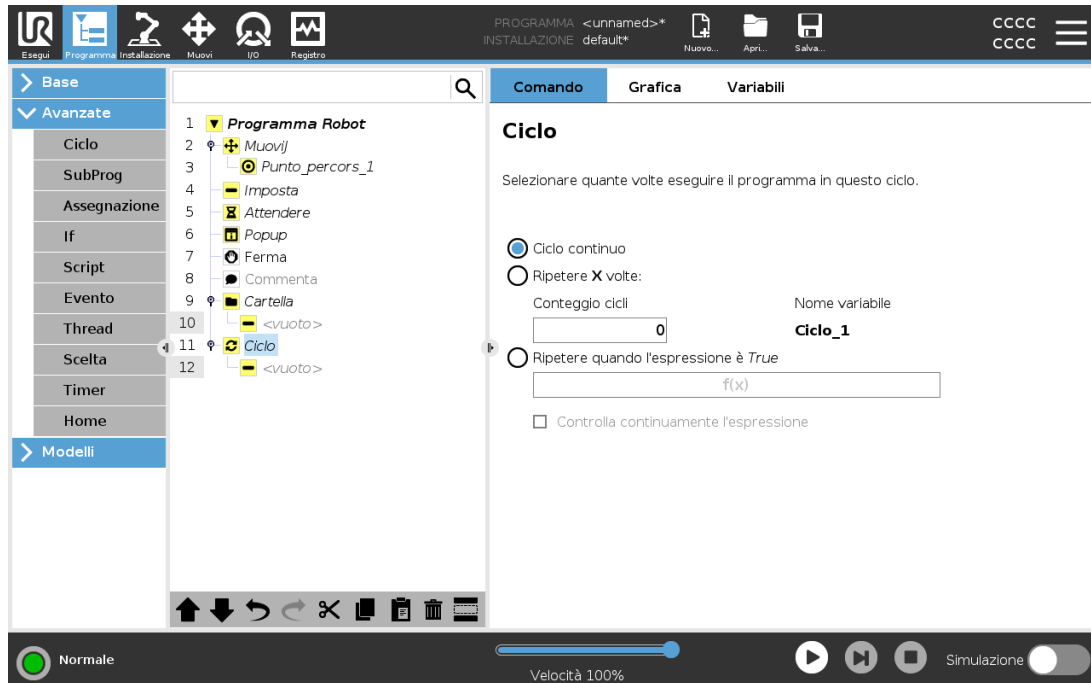 UR
PROGRAMMA <unnamed>*
INSTALLAZIONE default*
Esegui Programma Installazione Muovi I/O Registro
Nuovo... Apri... Salva...
CCCC
CCCC
Base
Avanzate
Ciclo
SubProg
Assegnazione
If
Script
Evento
Thread
Scelta
Timer
Home
Modelli
1 Programma Robot
2 MuoviJ
3 Punto_percors_1
4 Imposta
5 Attendere
6 Popup
7 Ferma
8 Commenta
9 Cartella
10 <vuoto>
11 Ciclo
12 <vuoto>
Comando Grafica Variabili
Ciclo
Selezionare quante volte eseguire il programma in questo ciclo.
Ciclo continuo
Ripetere X volte:
Conteggio cicli Nome variabile
0 Ciclo_1
Ripetere quando l'espressione è True
f(x)
Controlla continuamente l'espressione
Normale
Velocità 100%
Simulazione